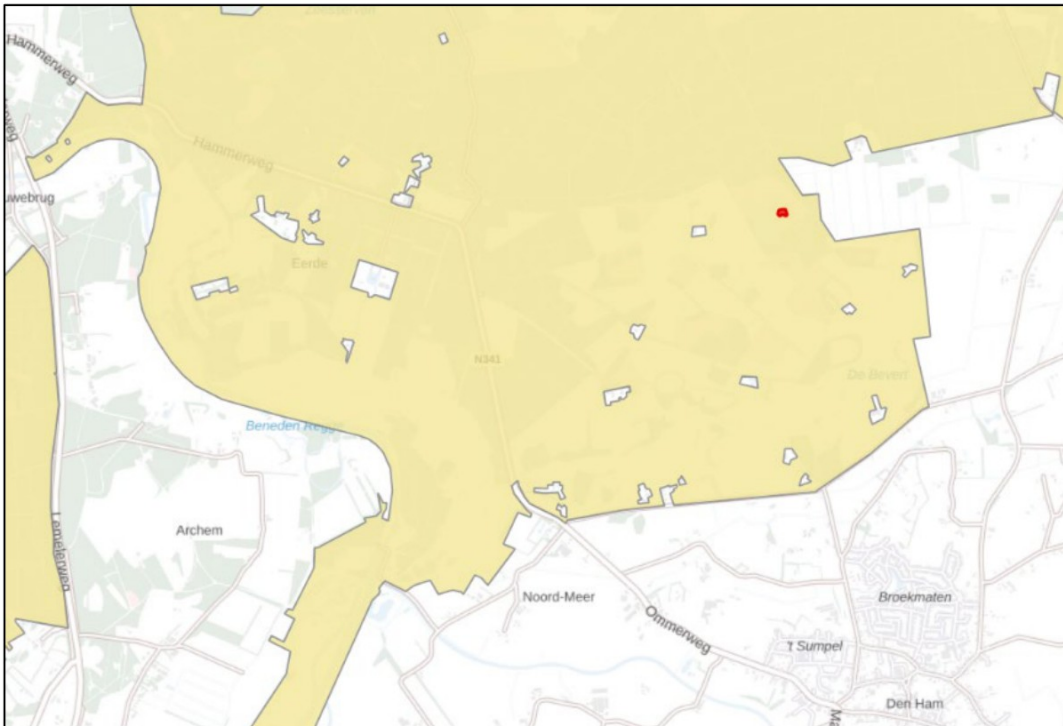 Hammerweg
Hammerweg
uwebrug
Eerde
N341
De Bevert
Beneden Regge
Archem
Lemelerweg
Noord-Meer
Ommerweg
Broekmaten
't Sumpel
Den Ham